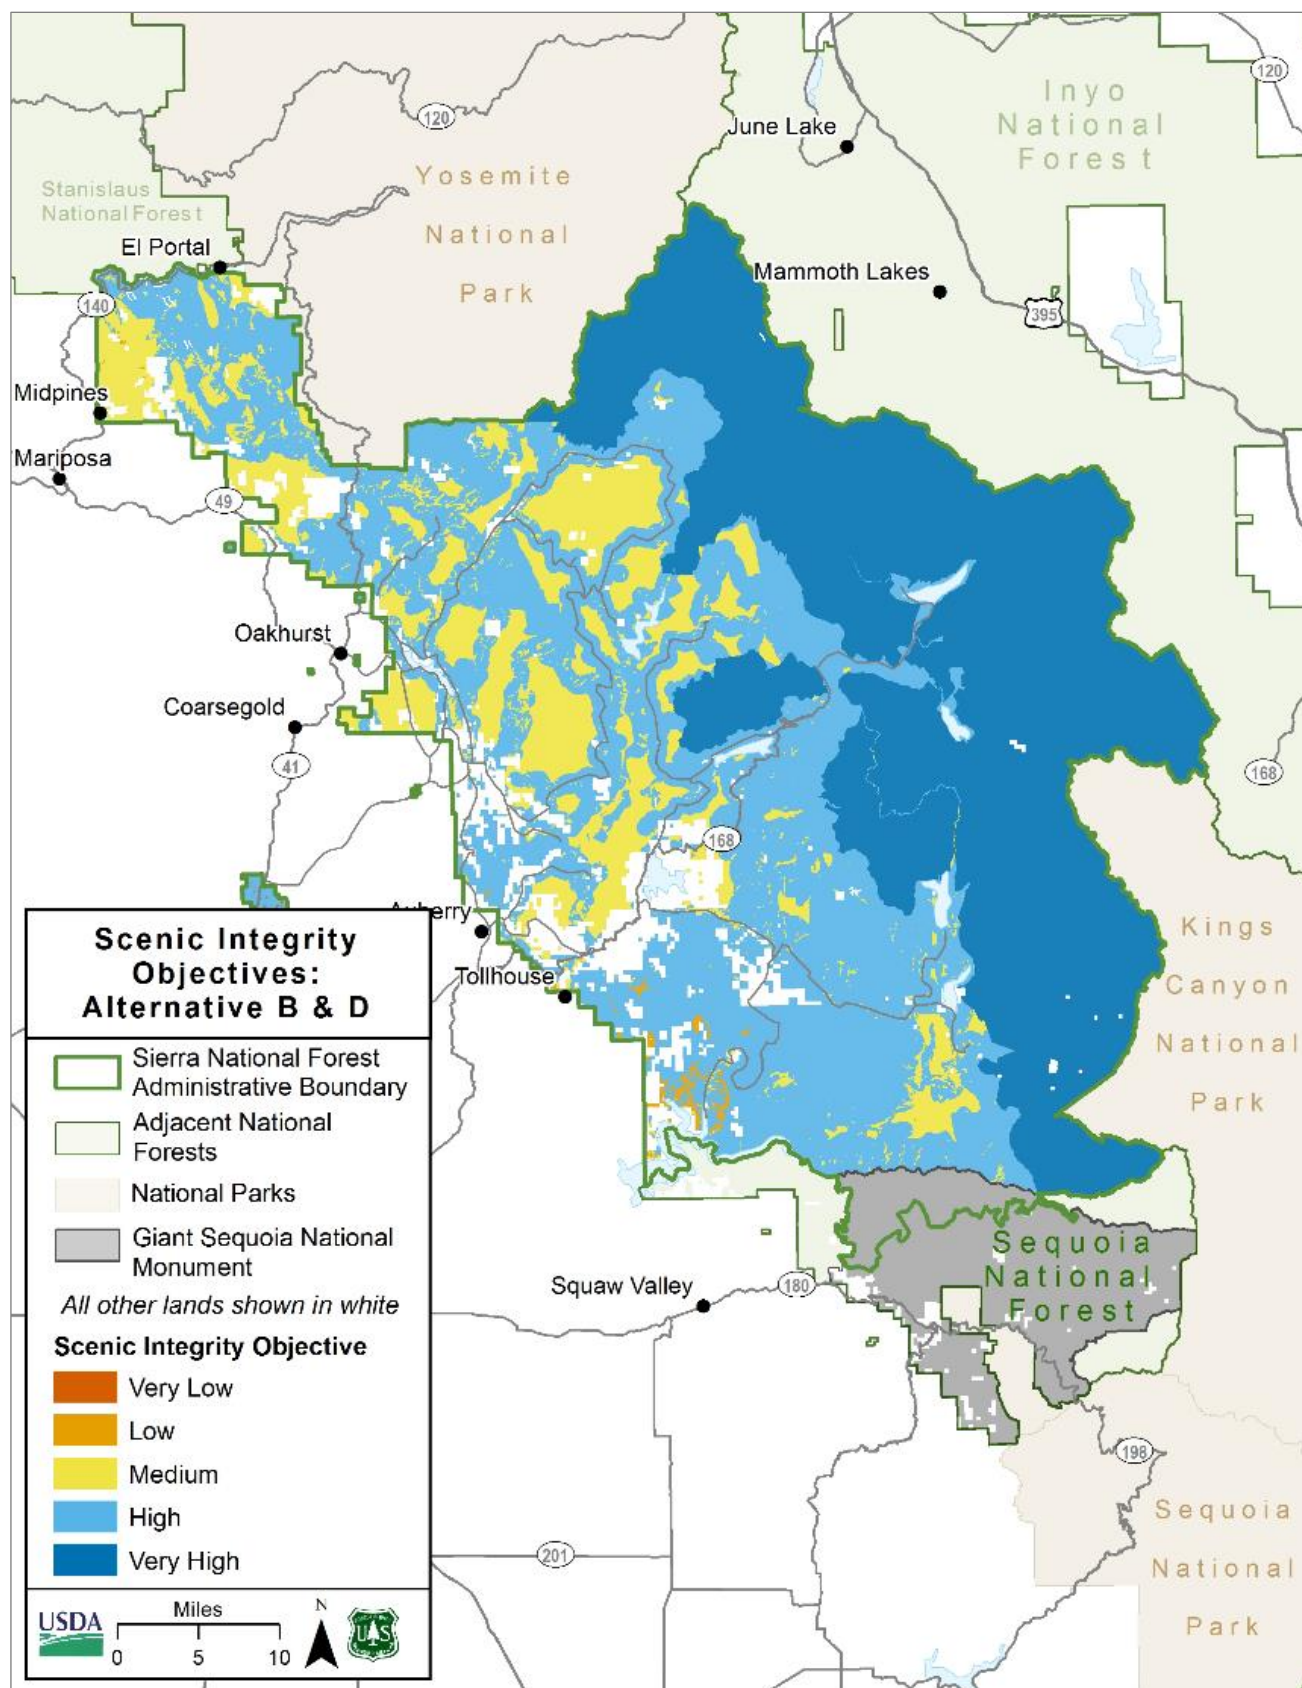 120
Inyo
National
Forest
120
June Lake
Yosemite
National
Park
Stanislaus
National Forest
El Portal
Mammoth Lakes
140
395
Midpines
Mariposa
49
Oakhurst
Coarsegold
41
168
168
Kings
Canyon
National
Park
Tollhouse
Sequoia
National
Forest
Squaw Valley
180
198
201
Sequoia
National
Park
Scenic Integrity
Objectives:
Alternative B & D
Sierra National Forest
Administrative Boundary
Adjacent National
Forests
National Parks
Giant Sequoia National
Monument
All other lands shown in white
Scenic Integrity Objective
Very Low
Low
Medium
High
Very High
USDA
Miles
0 5 10
N
U S